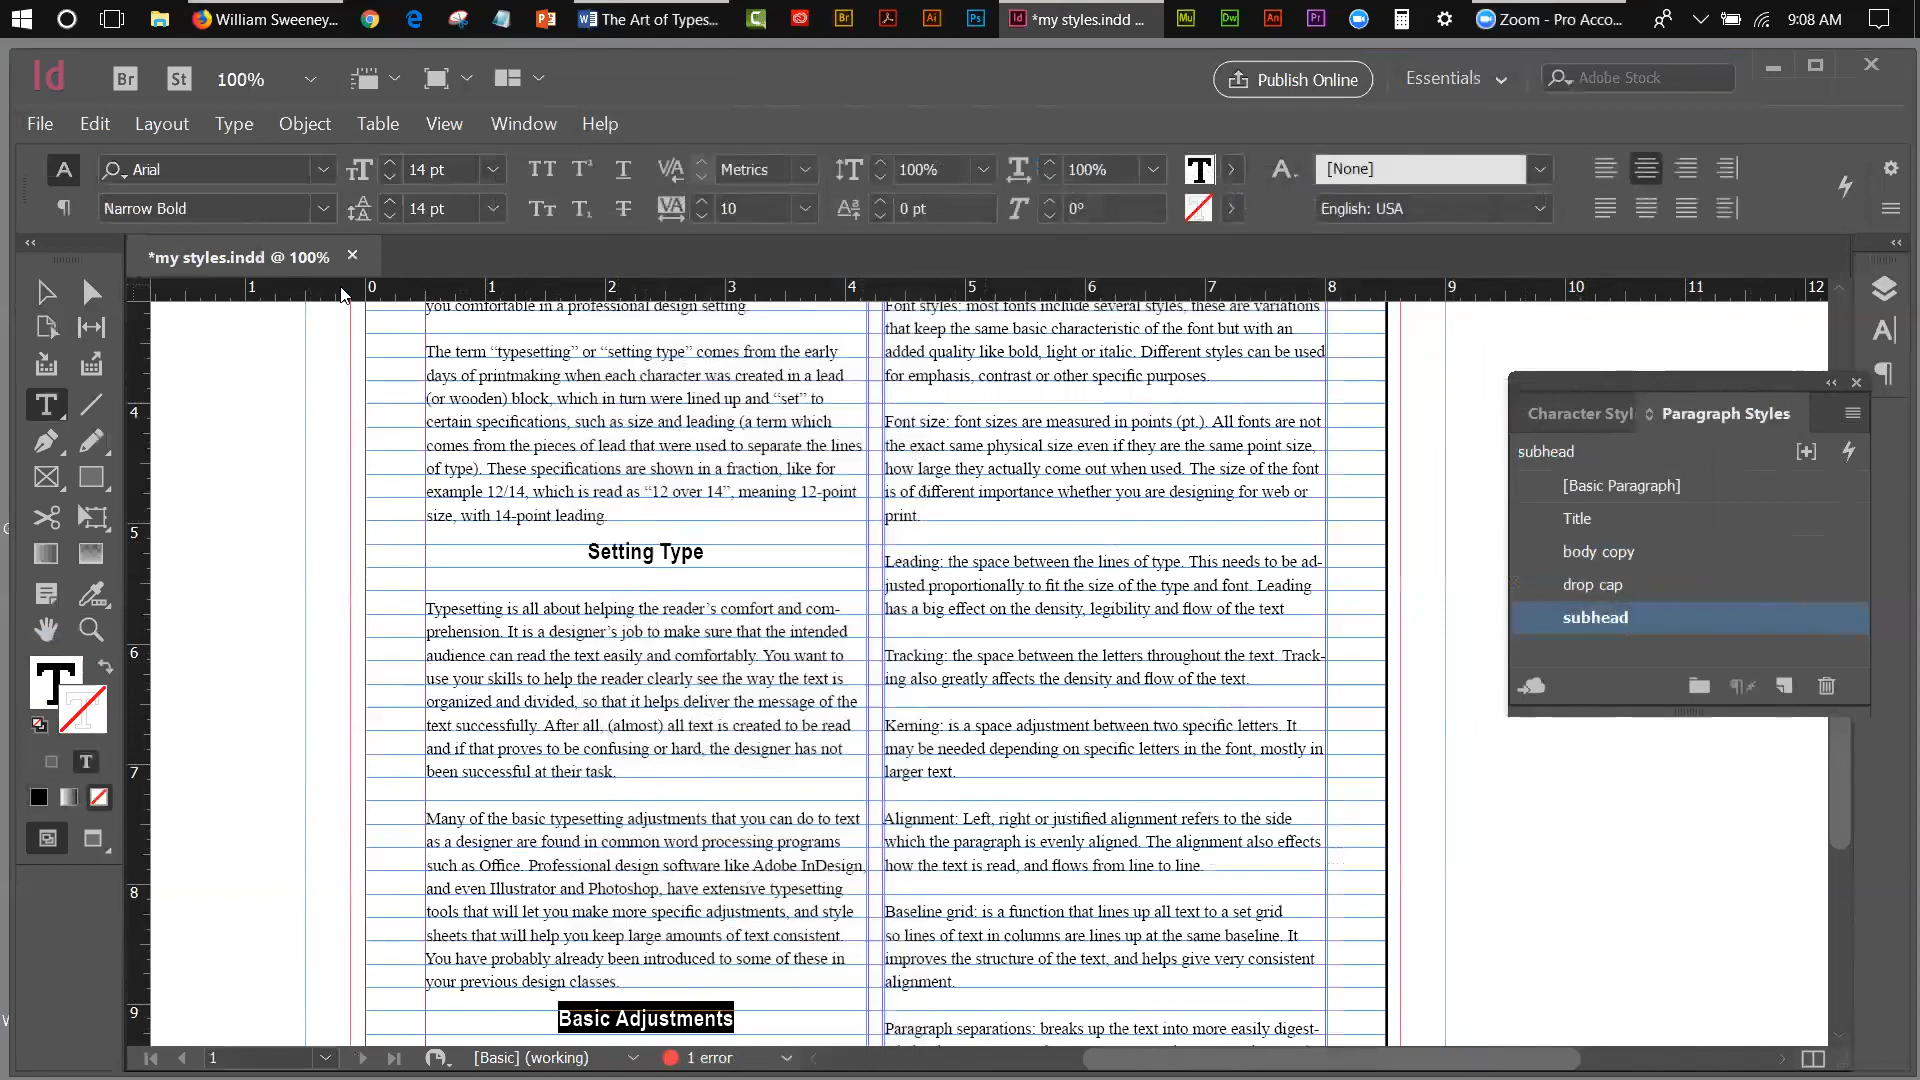 William Sweeney...
The Art of Types...
*my styles.indd ...
Zoom - Pro Acco...
9:08 AM
Id
Br
St
100%
Publish Online
Essentials
Adobe Stock
File Edit Layout Type Object Table View Window Help
Arial
14 pt
Metrics
100%
100%
[None]
Narrow Bold
14 pt
10
0 pt
0°
English: USA
*my styles.indd @ 100%
1 0 1 2 3 4 5 6 7 8 9 10 11 12
4
5
6
7
8
9
you comfortable in a professional design setting.
The term “typesetting” or “setting type” comes from the early
days of printmaking when each character was created in a lead
(or wooden) block, which in turn were lined up and “set” to
certain specifications, such as size and leading (a term which
comes from the pieces of lead that were used to separate the lines
of type). These specifications are shown in a fraction, like for
example 12/14, which is read as “12 over 14”, meaning 12-point
size, with 14-point leading.
Setting Type
Typesetting is all about helping the reader’s comfort and com-
prehension. It is a designer’s job to make sure that the intended
audience can read the text easily and comfortably. You want to
use your skills to help the reader clearly see the way the text is
organized and divided, so that it helps deliver the message of the
text successfully. After all, (almost) all text is created to be read
and if that proves to be confusing or hard, the designer has not
been successful at their task.
Many of the basic typesetting adjustments that you can do to text
as a designer are found in common word processing programs
such as Office. Professional design software like Adobe InDesign,
and even Illustrator and Photoshop, have extensive typesetting
tools that will let you make more specific adjustments, and style
sheets that will help you keep large amounts of text consistent.
You have probably already been introduced to some of these in
your previous design classes.
Basic Adjustments
Font styles: most fonts include several styles, these are variations
that keep the same basic characteristic of the font but with an
added quality like bold, light or italic. Different styles can be used
for emphasis, contrast or other specific purposes.
Font size: font sizes are measured in points (pt.). All fonts are not
the exact same physical size even if they are the same point size,
how large they actually come out when used. The size of the font
is of different importance whether you are designing for web or
print.
Leading: the space between the lines of type. This needs to be ad-
justed proportionally to fit the size of the type and font. Leading
has a big effect on the density, legibility and flow of the text
Tracking: the space between the letters throughout the text. Track-
ing also greatly affects the density and flow of the text.
Kerning: is a space adjustment between two specific letters. It
may be needed depending on specific letters in the font, mostly in
larger text.
Alignment: Left, right or justified alignment refers to the side
which the paragraph is evenly aligned. The alignment also effects
how the text is read, and flows from line to line.
Baseline grid: is a function that lines up all text to a set grid
so lines of text in columns are lines up at the same baseline. It
improves the structure of the text, and helps give very consistent
alignment.
Paragraph separations: breaks up the text into more easily digest-
Character Styl
Paragraph Styles
subhead
[Basic Paragraph]
Title
body copy
drop cap
subhead
1
[Basic] (working)
1 error